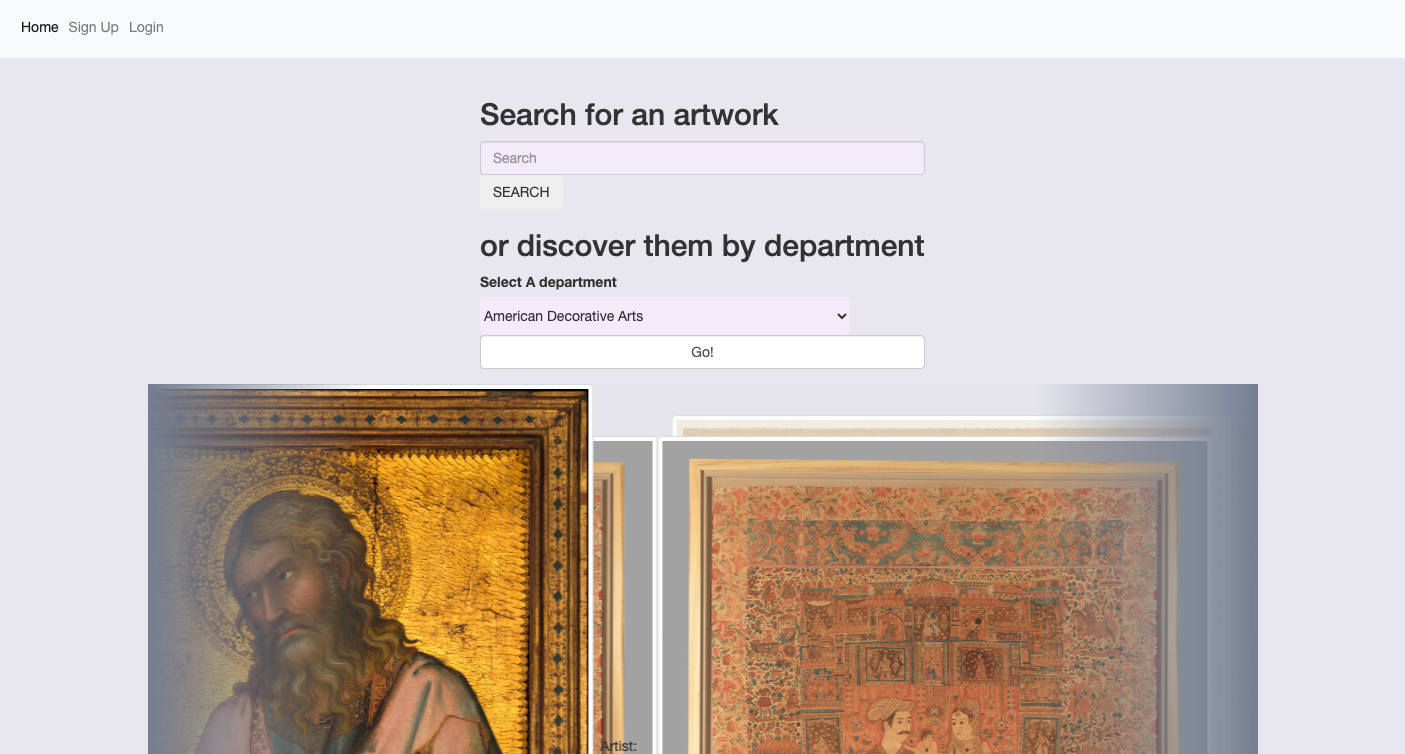 Home Sign Up Login
Search for an artwork
Search
SEARCH
or discover them by department
Select A department
American Decorative Arts
Go!
Artist: